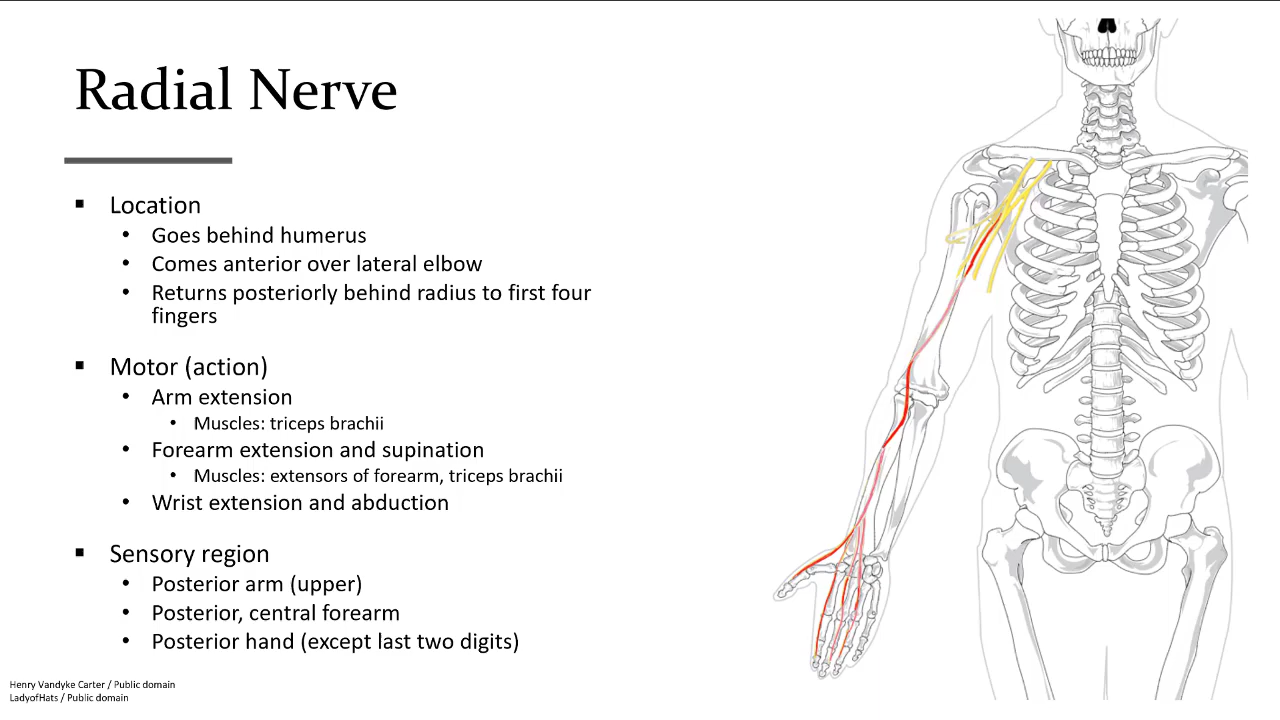 Radial Nerve
▪ Location
• Goes behind humerus
• Comes anterior over lateral elbow
• Returns posteriorly behind radius to first four
fingers
▪ Motor (action)
• Arm extension
• Muscles: triceps brachii
• Forearm extension and supination
• Muscles: extensors of forearm, triceps brachii
• Wrist extension and abduction
▪ Sensory region
• Posterior arm (upper)
• Posterior, central forearm
• Posterior hand (except last two digits)
Henry Vandyke Carter / Public domain
LadyofHats / Public domain